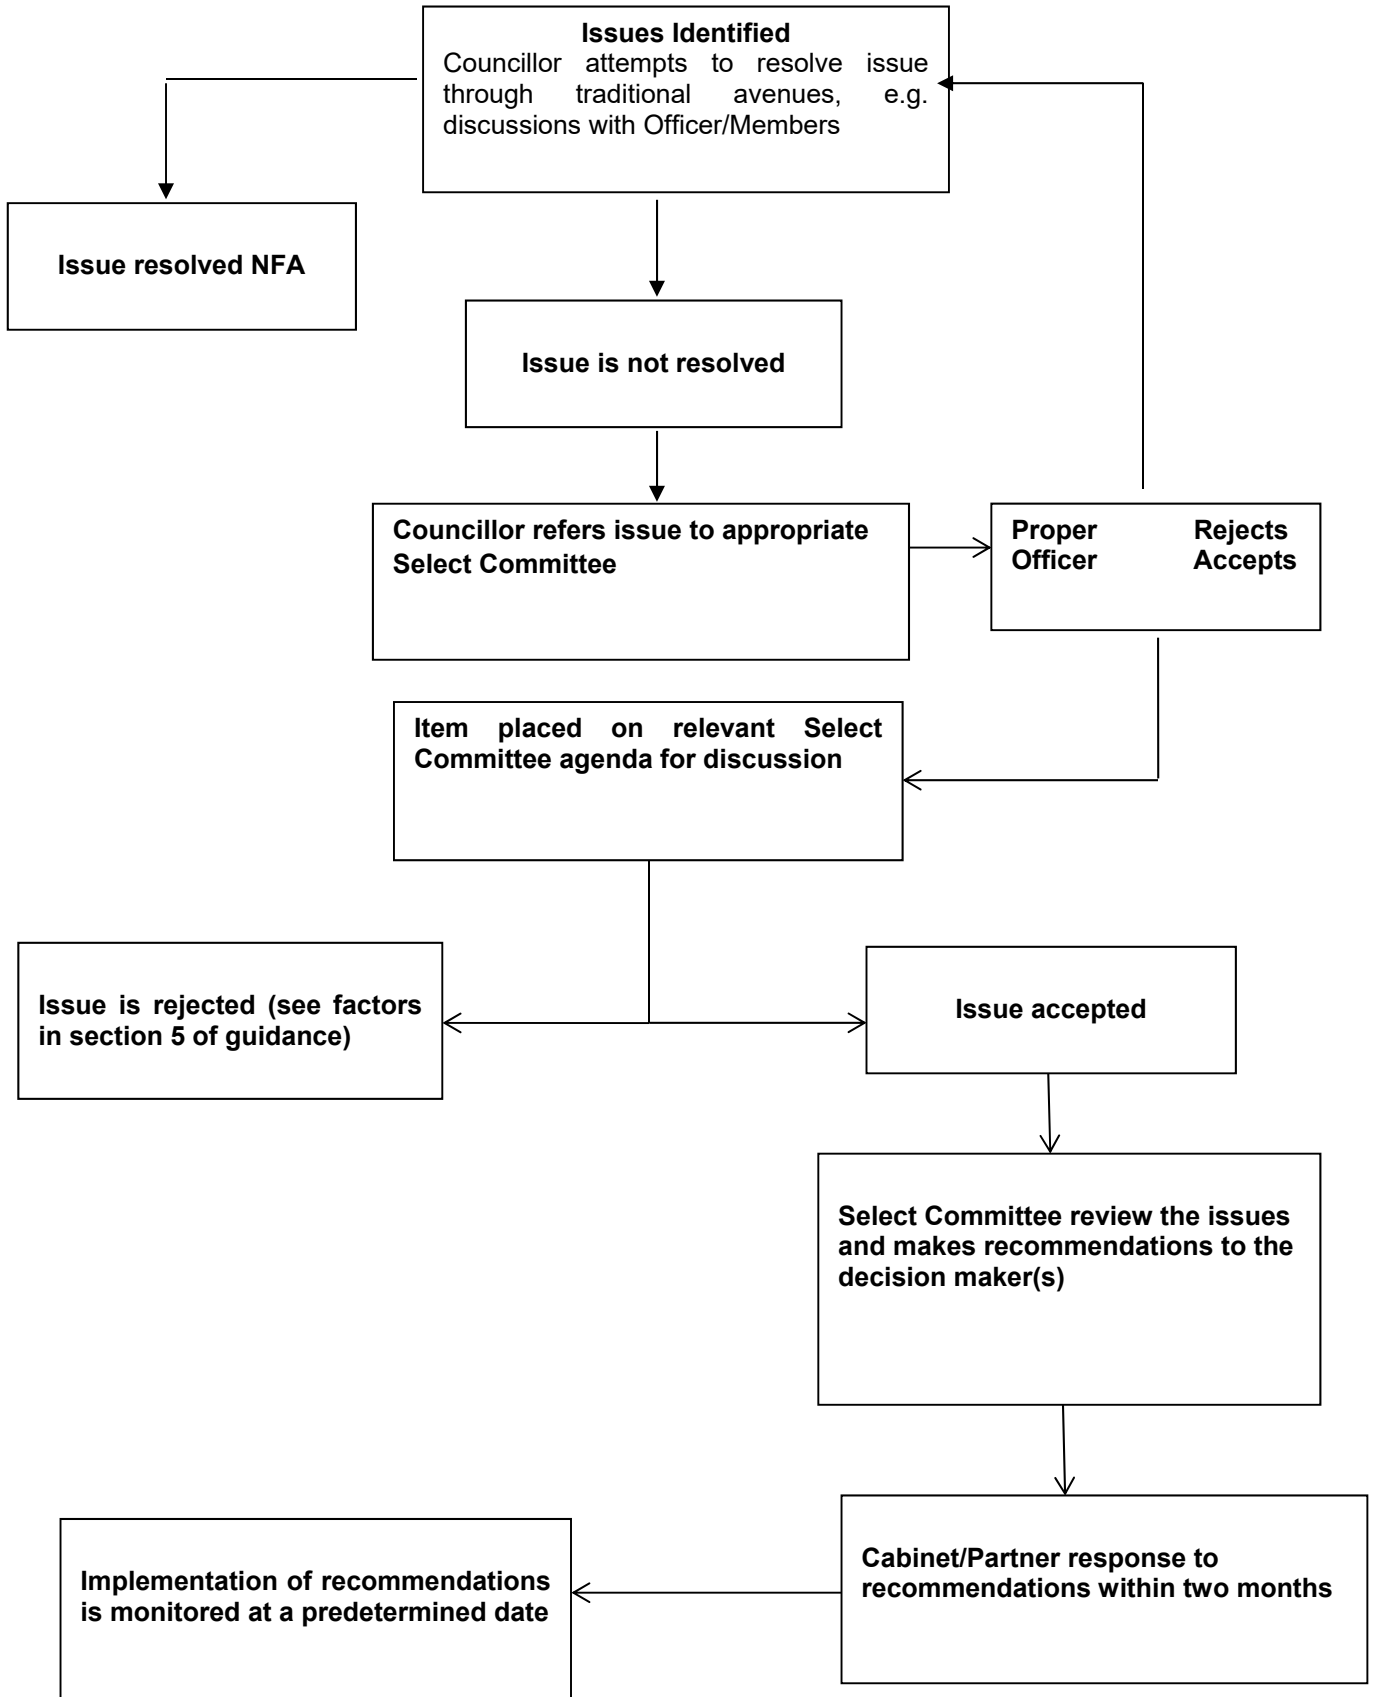 Issues Identified
Councillor attempts to resolve issue
through traditional avenues, e.g.
discussions with Officer/Members
Issue resolved NFA
Issue is not resolved
Councillor refers issue to appropriate
Select Committee
Proper Rejects
Officer Accepts
Item placed on relevant Select
Committee agenda for discussion
Issue is rejected (see factors
in section 5 of guidance)
Issue accepted
Select Committee review the issues
and makes recommendations to the
decision maker(s)
Cabinet/Partner response to
recommendations within two months
Implementation of recommendations
is monitored at a predetermined date